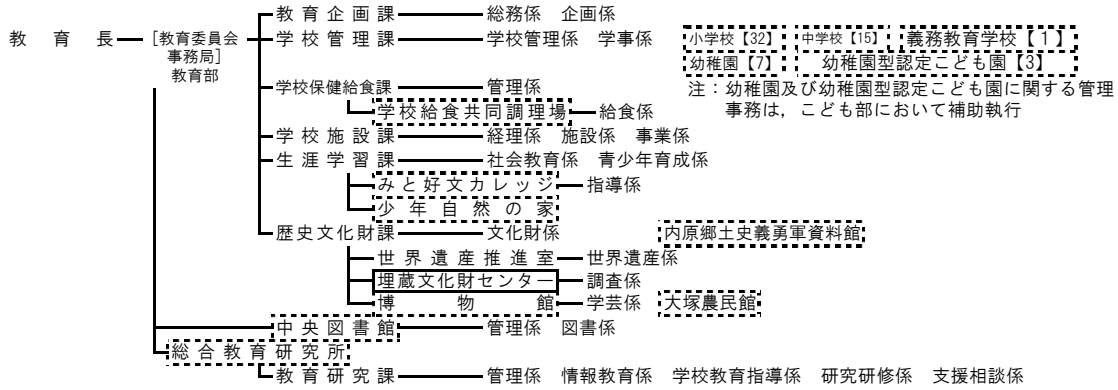 教育企画課 総務係 企画係
教育長 [教育委員会事務局]教育部 学校管理課 学校管理係 学事係 小学校【32】 中学校【15】 義務教育学校【1】
幼稚園【7】 幼稚園型認定こども園【3】
学校保健給食課 管理係 注:幼稚園及び幼稚園型認定こども園に関する管理
学校給食共同調理場 給食係 事務は,こども部において補助執行
学校施設課 経理係 施設係 事業係
生涯学習課 社会教育係 青少年育成係
みと好文カレッジ 指導係
少年自然の家
歴史文化財課 文化財係 内原郷土史義勇軍資料館
世界遺産推進室 世界遺産係
埋蔵文化財センター 調査係
博物館 学芸係 大塚農民館
中央図書館 管理係 図書係
総合教育研究所
教育研究課 管理係 情報教育係 学校教育指導係 研究研修係 支援相談係